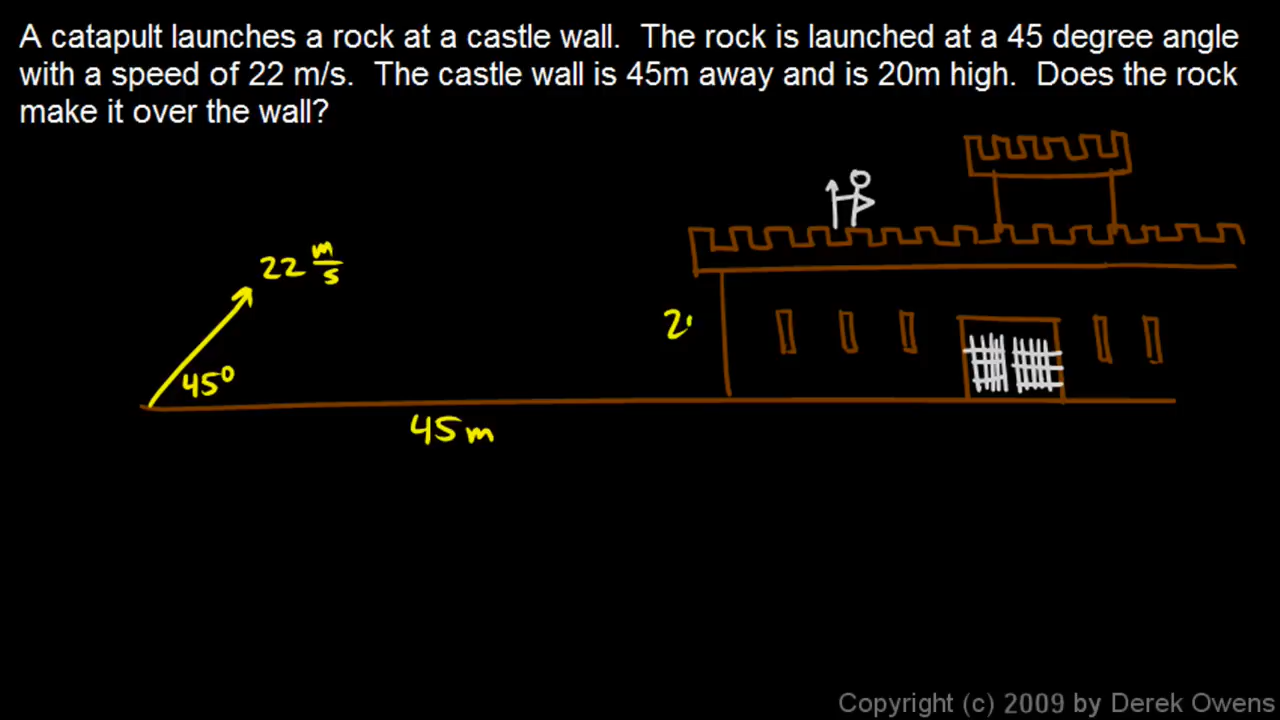 A catapult launches a rock at a castle wall. The rock is launched at a 45 degree angle
with a speed of 22 m/s. The castle wall is 45m away and is 20m high. Does the rock
make it over the wall?
22 m/s
2
45°
45 m
Copyright (c) 2009 by Derek Owens